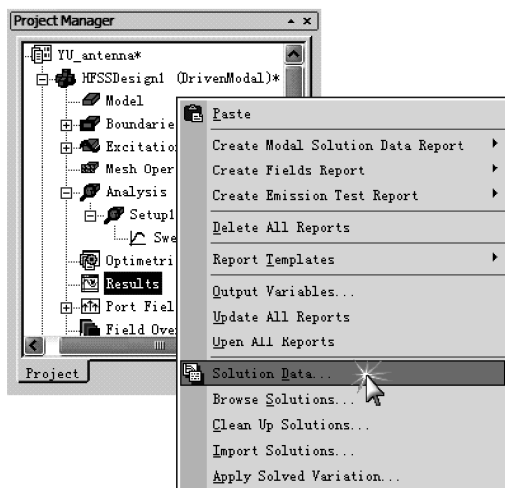 Project Manager
YU_antenna*
HFSSDesign1 (DrivenModal)*
Model
Boundarie
Excitatio
Mesh Oper
Analysis
Setup1
Swe
Optimetri
Results
Port Fiel
Field Ove
Project
Paste
Create Modal Solution Data Report
Create Fields Report
Create Emission Test Report
Delete All Reports
Report Templates
Output Variables...
Update All Reports
Open All Reports
Solution Data...
Browse Solutions...
Clean Up Solutions...
Import Solutions...
Apply Solved Variation...